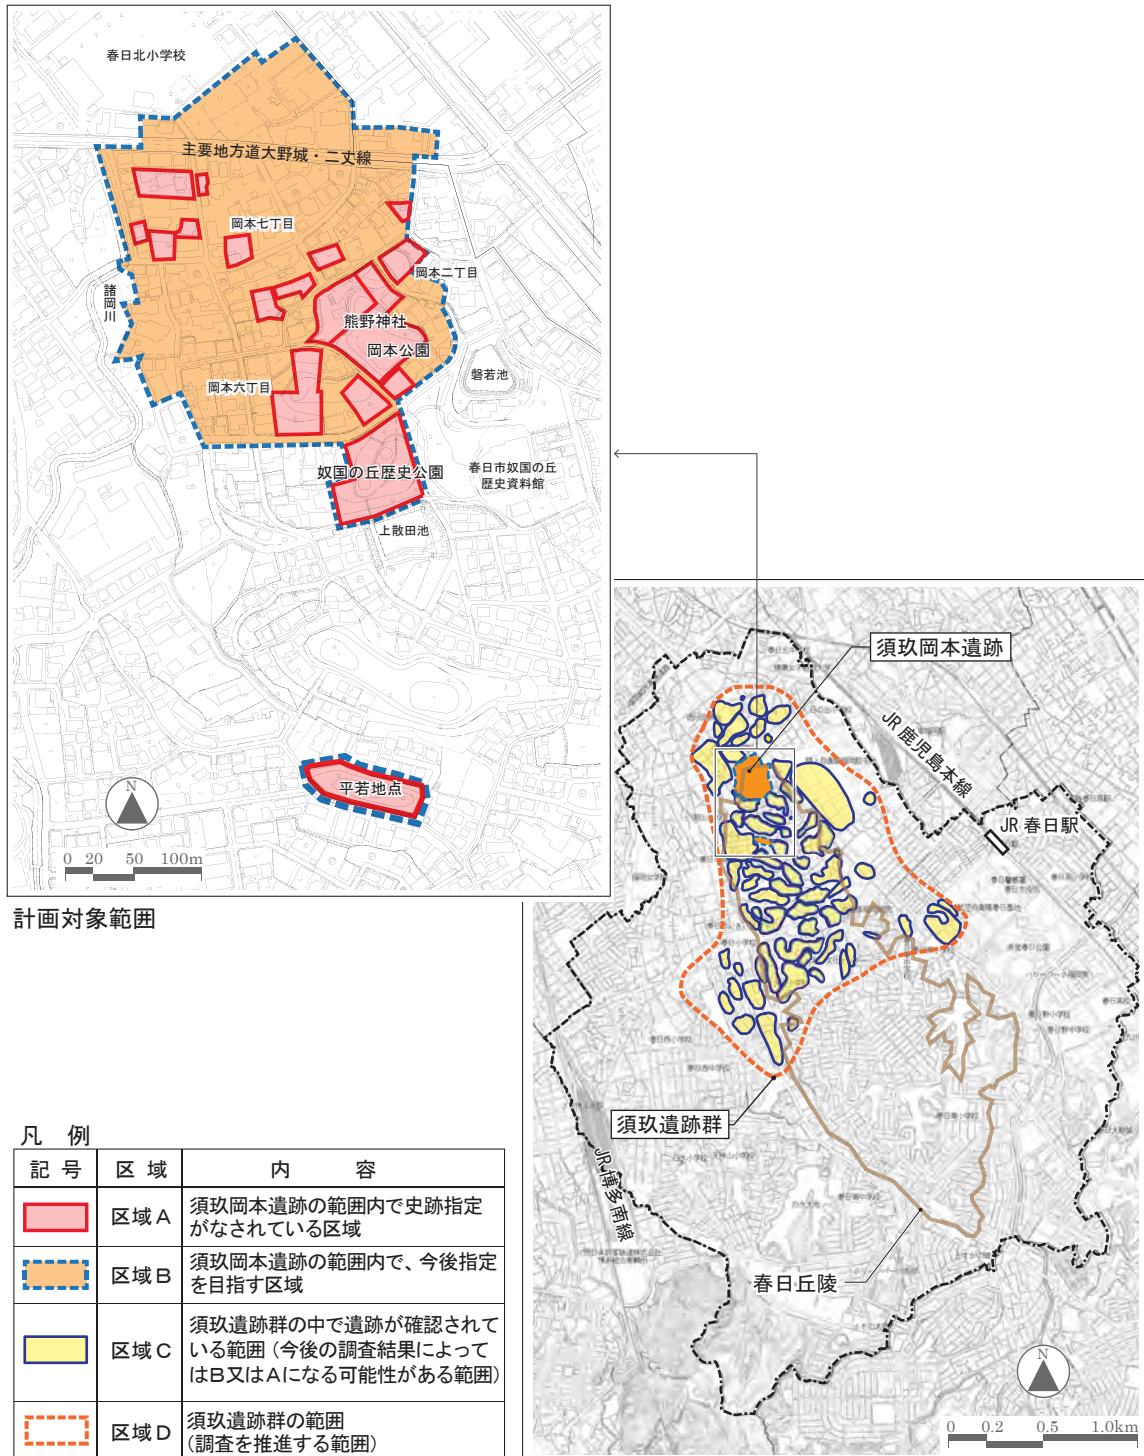 春日北小学校
主要地方道大野城・二丈線
岡本七丁目
岡本二丁目
諸岡川
熊野神社
岡本公園
岡本六丁目
磐若池
奴国の丘歴史公園
春日市奴国の丘
歴史資料館
上散田池
平若地点
N
0 20 50 100m
計画対象範囲
須玖岡本遺跡
JR鹿児島本線
JR 春日駅
須玖遺跡群
JR博多南線
春日丘陵
N
0 0.2 0.5 1.0km
凡 例
記 号 区 域 内 容
区域A 須玖岡本遺跡の範囲内で史跡指定
がなされている区域
区域B 須玖岡本遺跡の範囲内で、今後指定
を目指す区域
区域C 須玖遺跡群の中で遺跡が確認されて
いる範囲(今後の調査結果によって
はB又はAになる可能性がある範囲)
区域D 須玖遺跡群の範囲
(調査を推進する範囲)